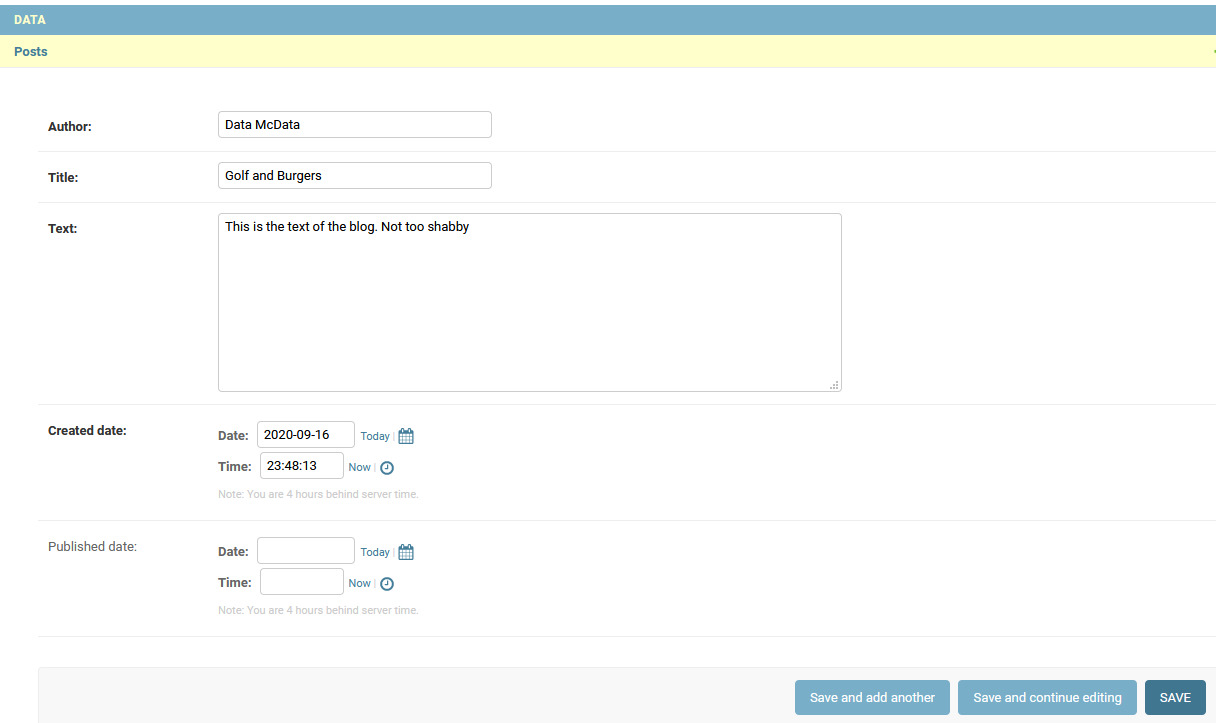 DATA
Posts
Author: Data McData
Title: Golf and Burgers
Text: This is the text of the blog. Not too shabby
Created date: Date: 2020-09-16 Today |
Time: 23:48:13 Now |
Note: You are 4 hours behind server time.
Published date: Date: Today |
Time: Now |
Note: You are 4 hours behind server time.
Save and add another Save and continue editing SAVE